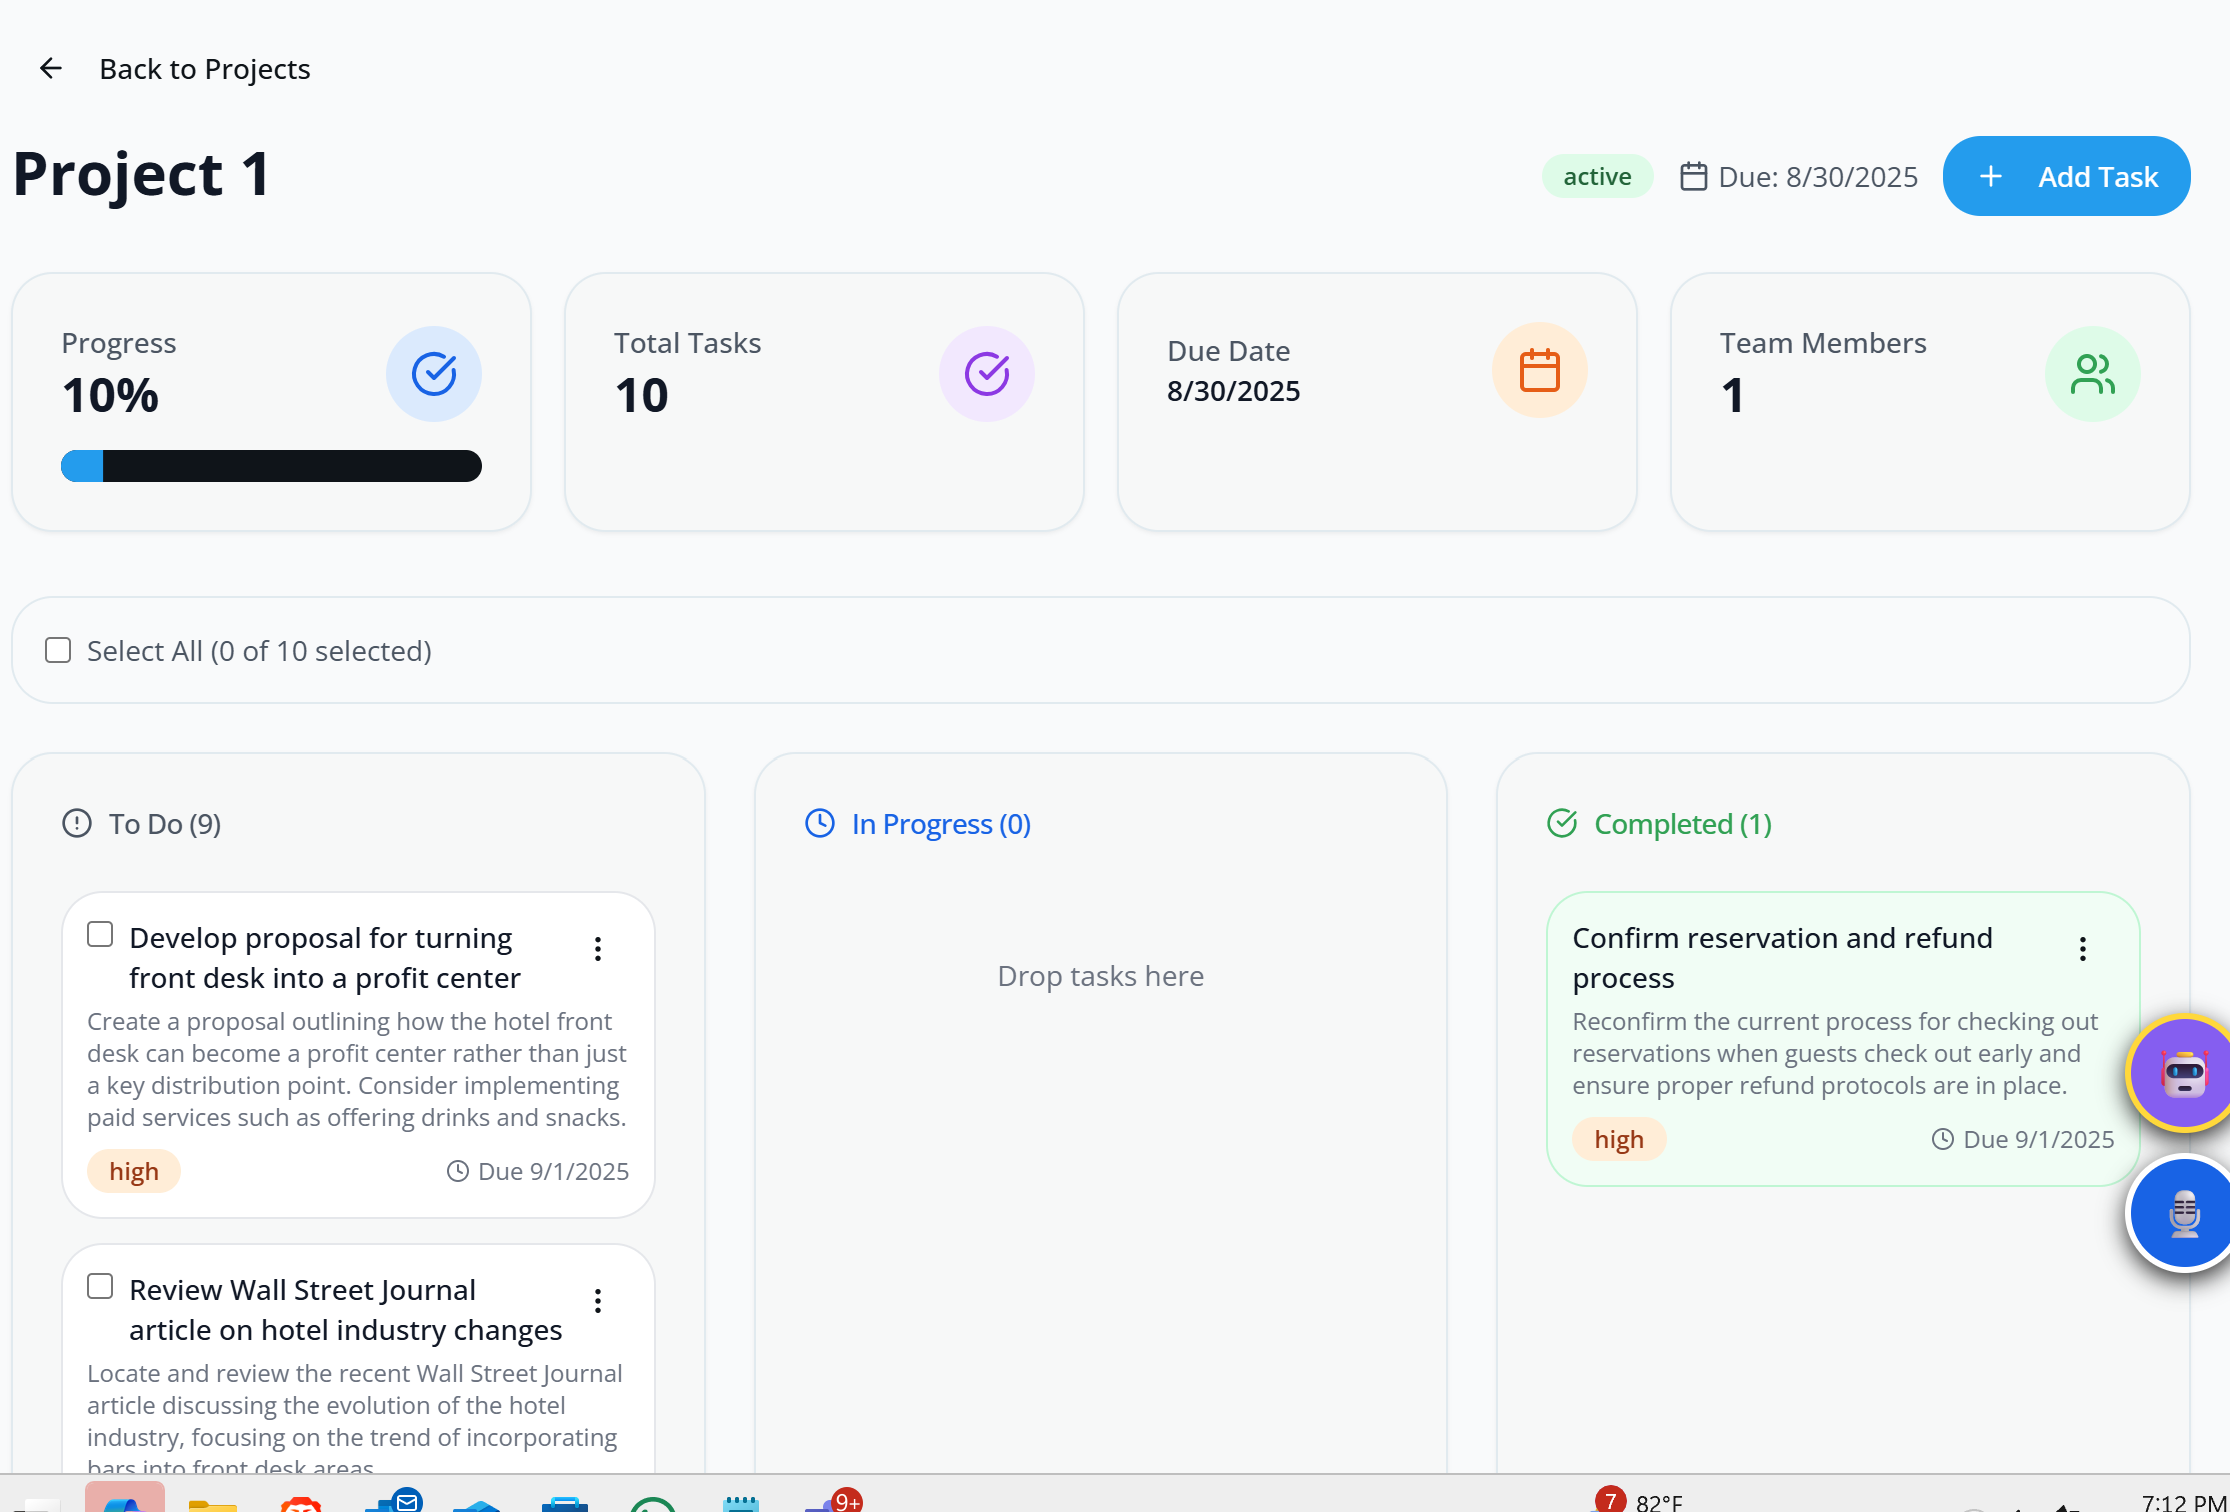 Back to Projects
Project 1
active
Due: 8/30/2025
Add Task
Progress
10%
Total Tasks
10
Due Date
8/30/2025
Team Members
1
Select All (0 of 10 selected)
To Do (9)
Develop proposal for turning
front desk into a profit center
Create a proposal outlining how the hotel front
desk can become a profit center rather than just
a key distribution point. Consider implementing
paid services such as offering drinks and snacks.
high
Due 9/1/2025
Review Wall Street Journal
article on hotel industry changes
Locate and review the recent Wall Street Journal
article discussing the evolution of the hotel
industry, focusing on the trend of incorporating
bars into front desk areas.
In Progress (0)
Drop tasks here
Completed (1)
Confirm reservation and refund
process
Reconfirm the current process for checking out
reservations when guests check out early and
ensure proper refund protocols are in place.
high
Due 9/1/2025
9+
7
82°F
7:12 PM